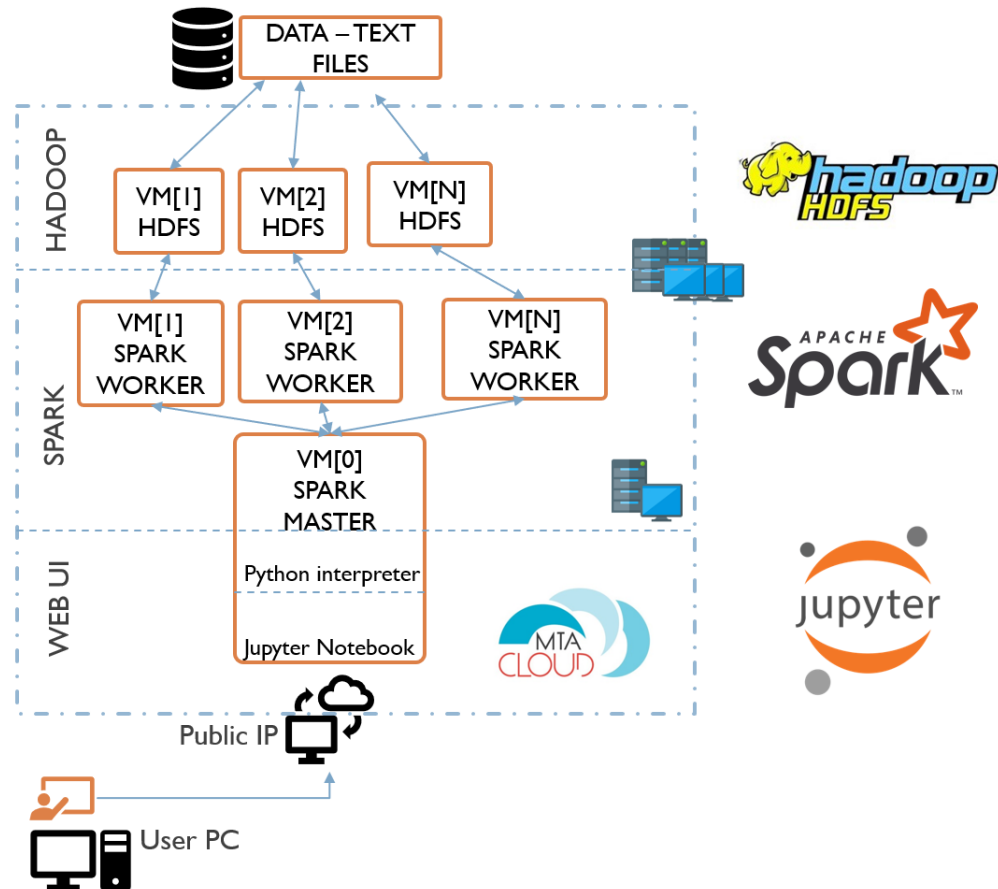 DATA – TEXT
FILES
HADOOP
VM[1]
HDFS
VM[2]
HDFS
VM[N]
HDFS
hadoop
HDFS
SPARK
VM[1]
SPARK
WORKER
VM[2]
SPARK
WORKER
VM[N]
SPARK
WORKER
APACHE
Spark™
VM[0]
SPARK
MASTER
WEB UI
Python interpreter
Jupyter Notebook
MTA
CLOUD
jupyter
Public IP
User PC